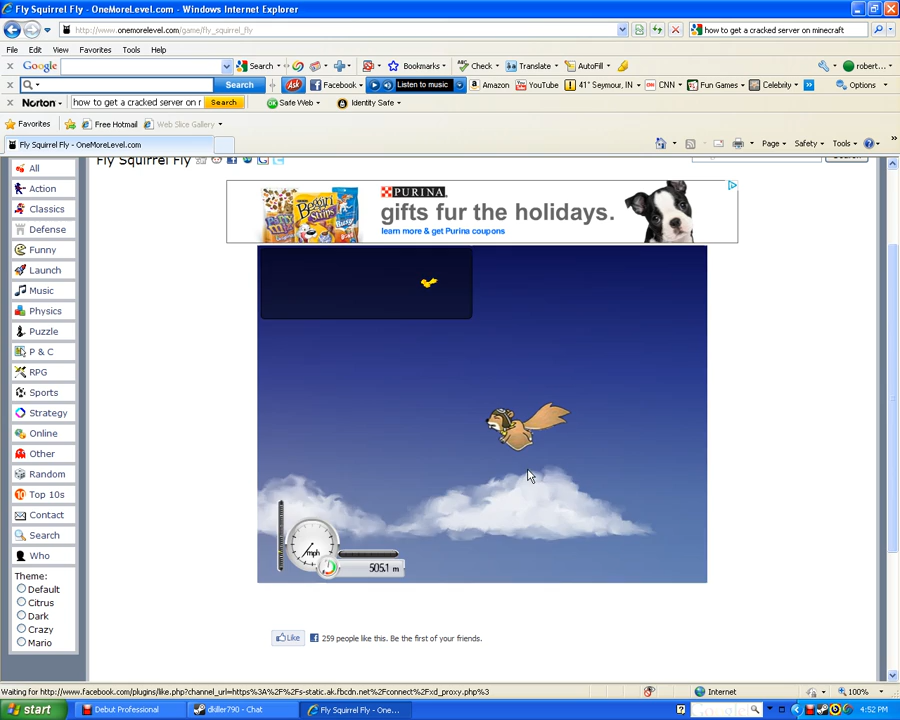 Fly Squirrel Fly - OneMoreLevel.com - Windows Internet Explorer
http://www.onemorelevel.com/game/fly_squirrel_fly
how to get a cracked server on minecraft
File Edit View Favorites Tools Help
Google Search Bookmarks Check Translate AutoFill robert...
Search Ask Facebook Listen to music Amazon YouTube 41° Seymour, IN CNN Fun Games Celebrity Options
Norton how to get a cracked server on r Search Safe Web Identity Safe
Favorites Free Hotmail Web Slice Gallery
Fly Squirrel Fly - OneMoreLevel.com
Page Safety Tools
Fly Squirrel Fly
Search
All
Action
Classics
Defense
Funny
Launch
Music
Physics
Puzzle
P & C
RPG
Sports
Strategy
Online
Other
Random
Top 10s
Contact
Search
Who
Theme:
Default
Citrus
Dark
Crazy
Mario
PURINA
gifts fur the holidays.
learn more & get Purina coupons
Beggin'
Strips
mph
505.1 m
Like 259 people like this. Be the first of your friends.
Waiting for http://www.facebook.com/plugins/like.php?channel_url=https%3A%2F%2Fs-static.ak.fbcdn.net%2Fconnect%2Fxd_proxy.php%3
Internet
100%
start
Debut Professional
dkiller790 - Chat
Fly Squirrel Fly - One...
Google
4:52 PM